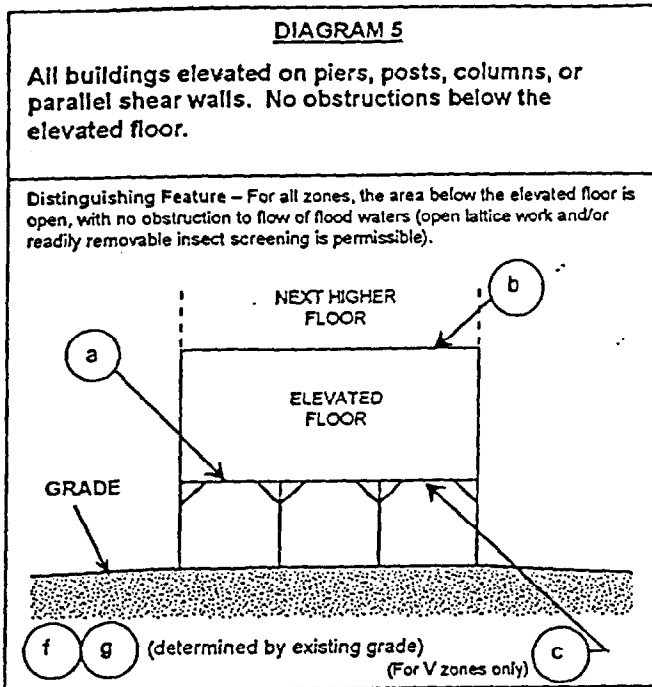 DIAGRAM 5
All buildings elevated on piers, posts, columns, or
parallel shear walls. No obstructions below the
elevated floor.
Distinguishing Feature – For all zones, the area below the elevated floor is
open, with no obstruction to flow of flood waters (open lattice work and/or
readily removable insect screening is permissible).
NEXT HIGHER
FLOOR
b
a
ELEVATED
FLOOR
GRADE
f g (determined by existing grade)
(For V zones only) c